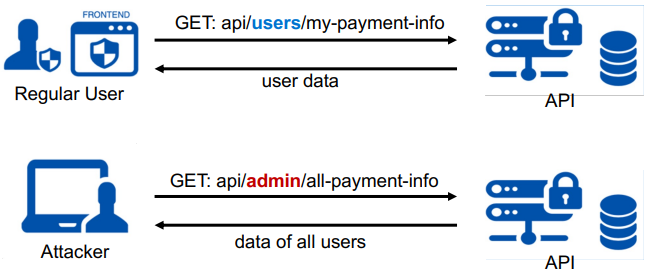 FRONTEND
GET: api/users/my-payment-info
user data
Regular User
API
GET: api/admin/all-payment-info
data of all users
Attacker
API